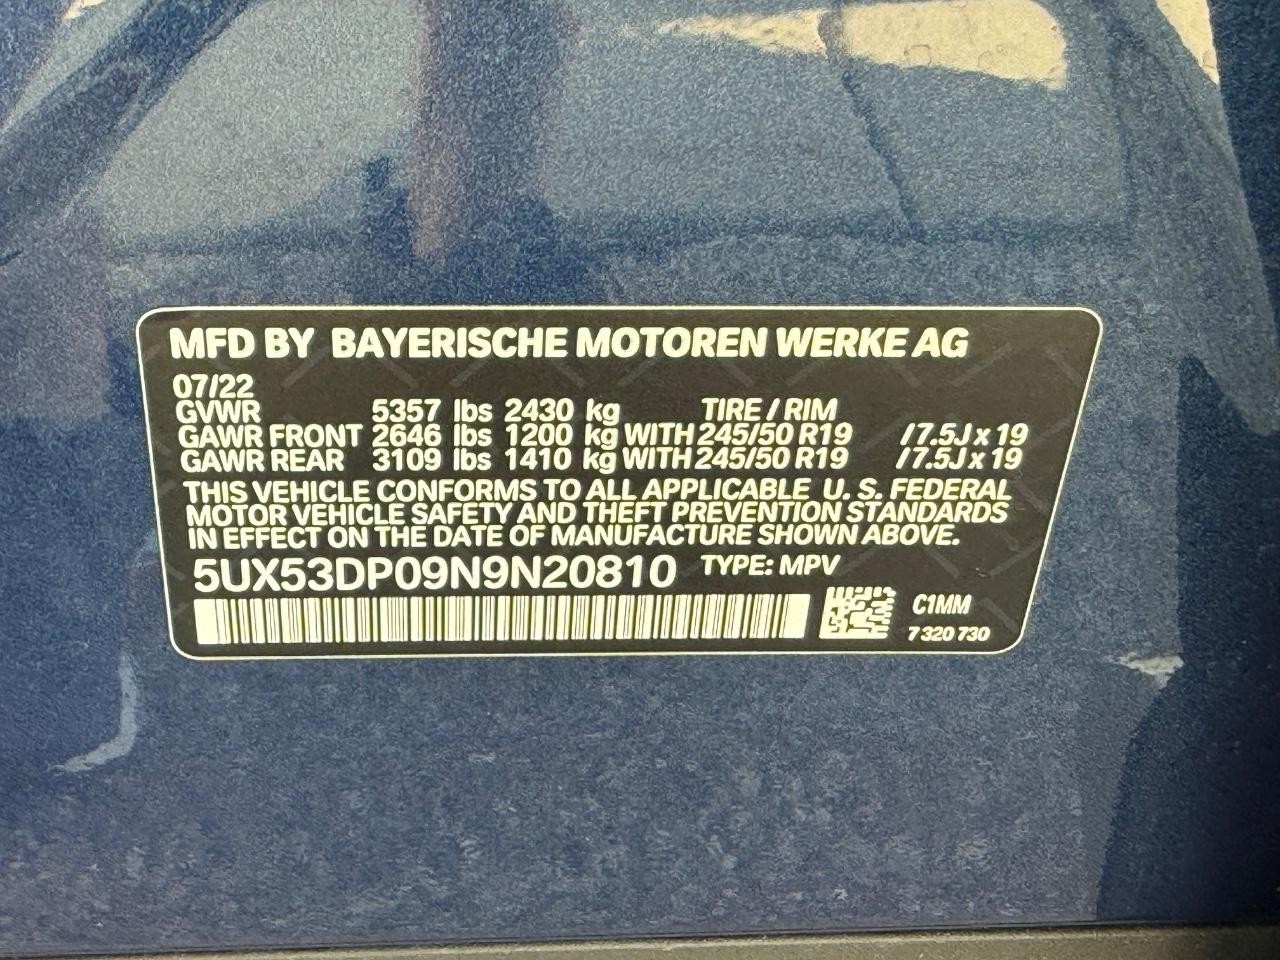 MFD BY BAYERISCHE MOTOREN WERKE AG
07/22
GVWR 5357 lbs 2430 kg TIRE / RIM
GAWR FRONT 2646 lbs 1200 kg WITH 245/50 R19 /7.5J x 19
GAWR REAR 3109 lbs 1410 kg WITH 245/50 R19 /7.5J x 19
THIS VEHICLE CONFORMS TO ALL APPLICABLE U. S. FEDERAL
MOTOR VEHICLE SAFETY AND THEFT PREVENTION STANDARDS
IN EFFECT ON THE DATE OF MANUFACTURE SHOWN ABOVE.
5UX53DP09N9N20810 TYPE: MPV
C1MM
7 320 730